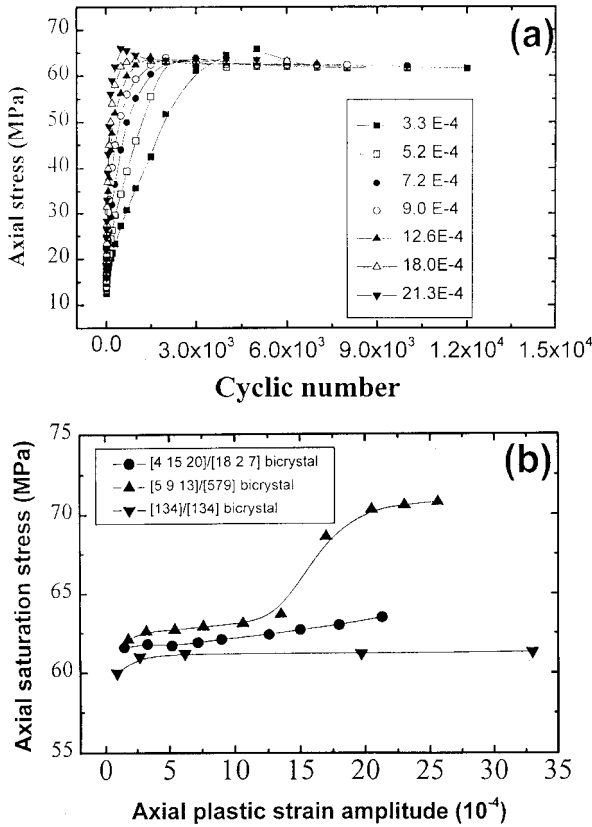 (a)
Axial stress (MPa)
70
60
50
40
30
20
10
3.3 E-4
5.2 E-4
7.2 E-4
9.0 E-4
12.6E-4
18.0E-4
21.3E-4
0.0 3.0x10³ 6.0x10³ 9.0x10³ 1.2x10⁴ 1.5x10⁴
Cyclic number
(b)
Axial saturation stress (MPa)
75
70
65
60
55
[4 15 20]/[18 2 7] bicrystal
[5 9 13]/[579] bicrystal
[134]/[134] bicrystal
0 5 10 15 20 25 30 35
Axial plastic strain amplitude (10⁻⁴)